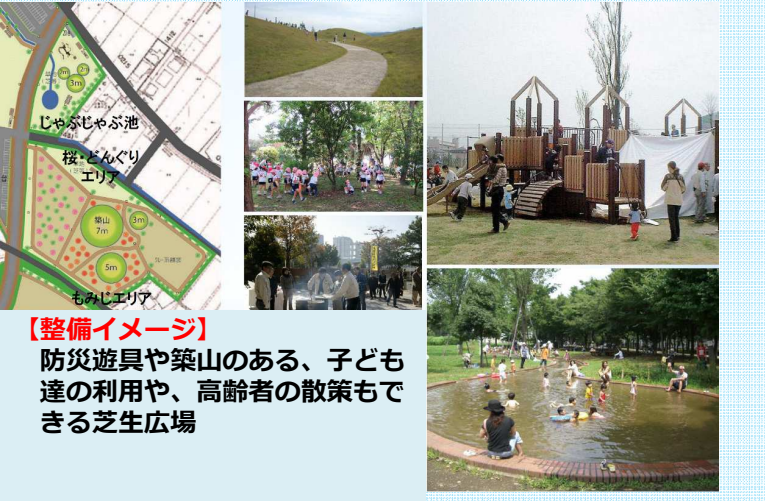 2m
2m
3m
じゃぶじゃぶ池
桜・どんぐり
エリア
築山
7m
3m
5m
もみじエリア
【整備イメージ】
防災遊具や築山のある、子ども
達の利用や、高齢者の散策もで
きる芝生広場